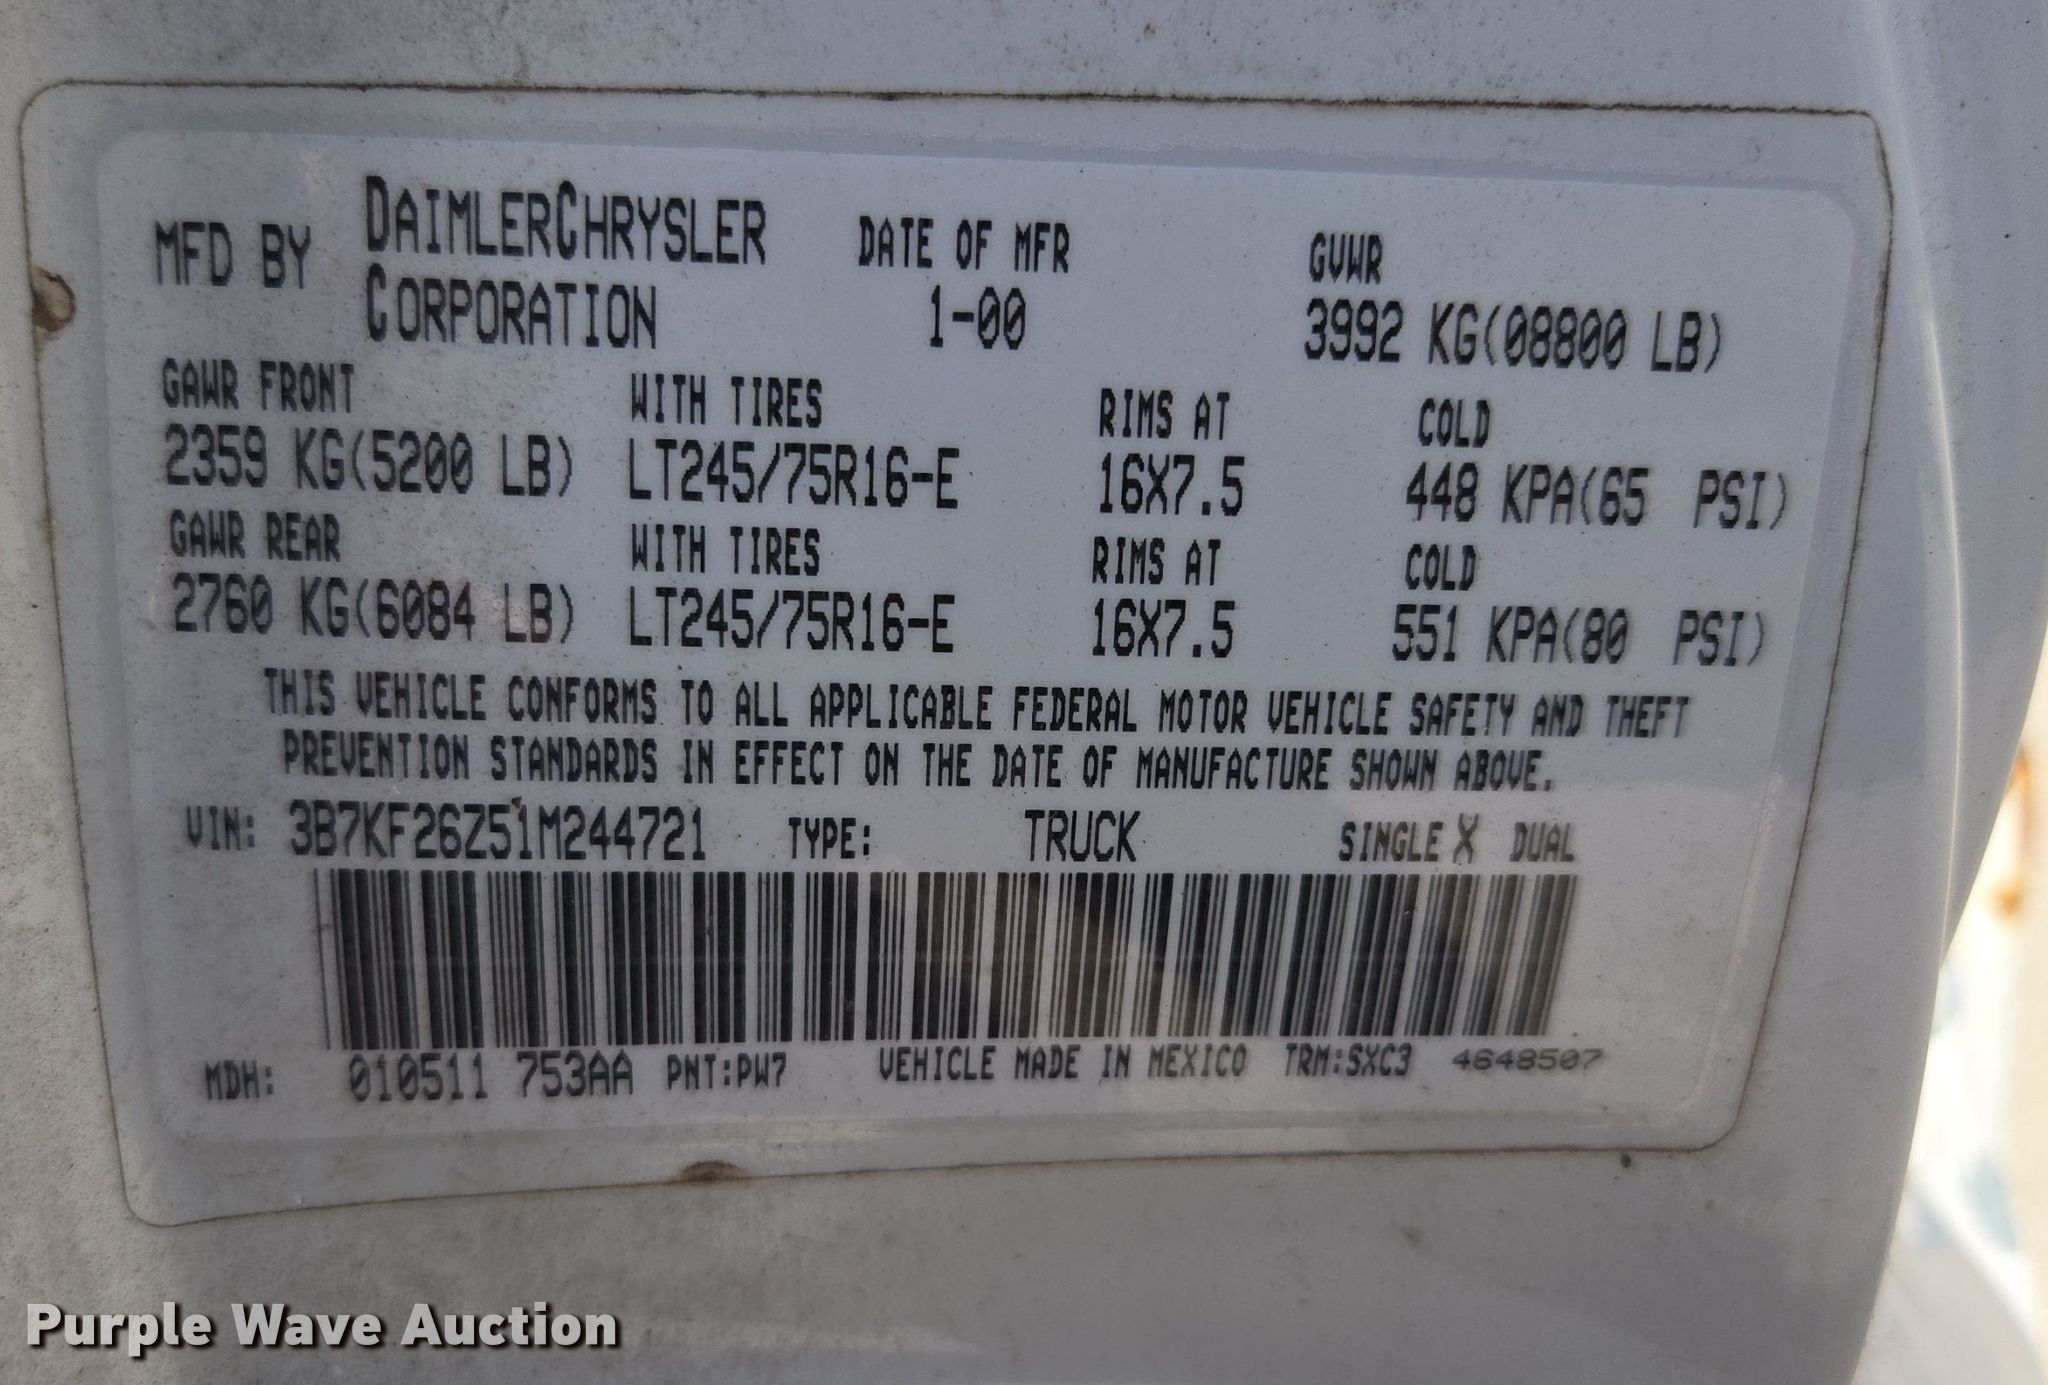 MFD BY DAIMLERCHRYSLER CORPORATION DATE OF MFR 1-00 GVWR 3992 KG(08800 LB)
GAWR FRONT WITH TIRES RIMS AT COLD
2359 KG(5200 LB) LT245/75R16-E 16X7.5 448 KPA(65 PSI)
GAWR REAR WITH TIRES RIMS AT COLD
2760 KG(6084 LB) LT245/75R16-E 16X7.5 551 KPA(80 PSI)
THIS VEHICLE CONFORMS TO ALL APPLICABLE FEDERAL MOTOR VEHICLE SAFETY AND THEFT
PREVENTION STANDARDS IN EFFECT ON THE DATE OF MANUFACTURE SHOWN ABOVE.
VIN: 3B7KF26Z51M244721 TYPE: TRUCK SINGLE X DUAL
MDH: 010511 753AA PNT:PW7 VEHICLE MADE IN MEXICO TRM:SXC3 4648507
Purple Wave Auction